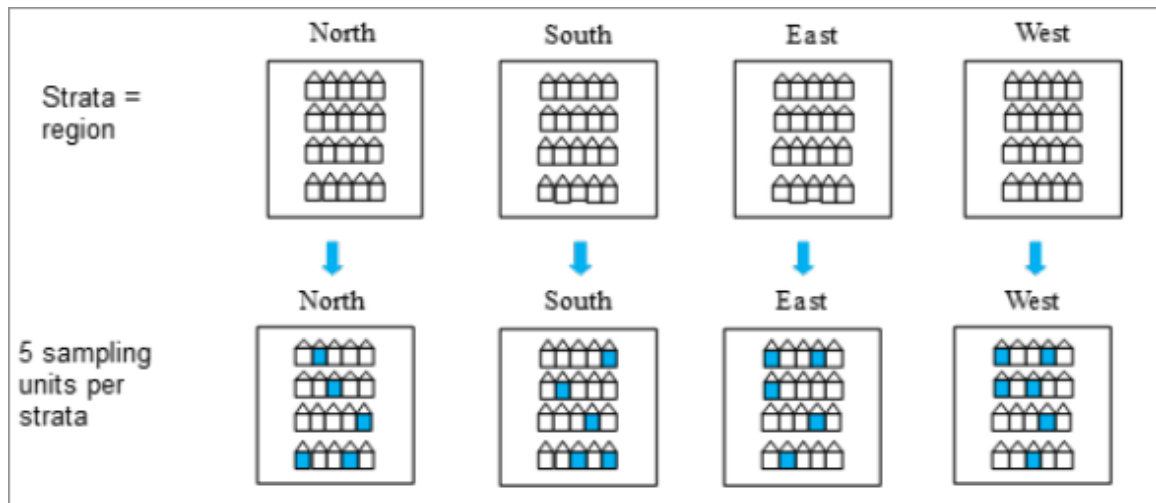 North South East West
Strata =
region
North South East West
5 sampling
units per
strata